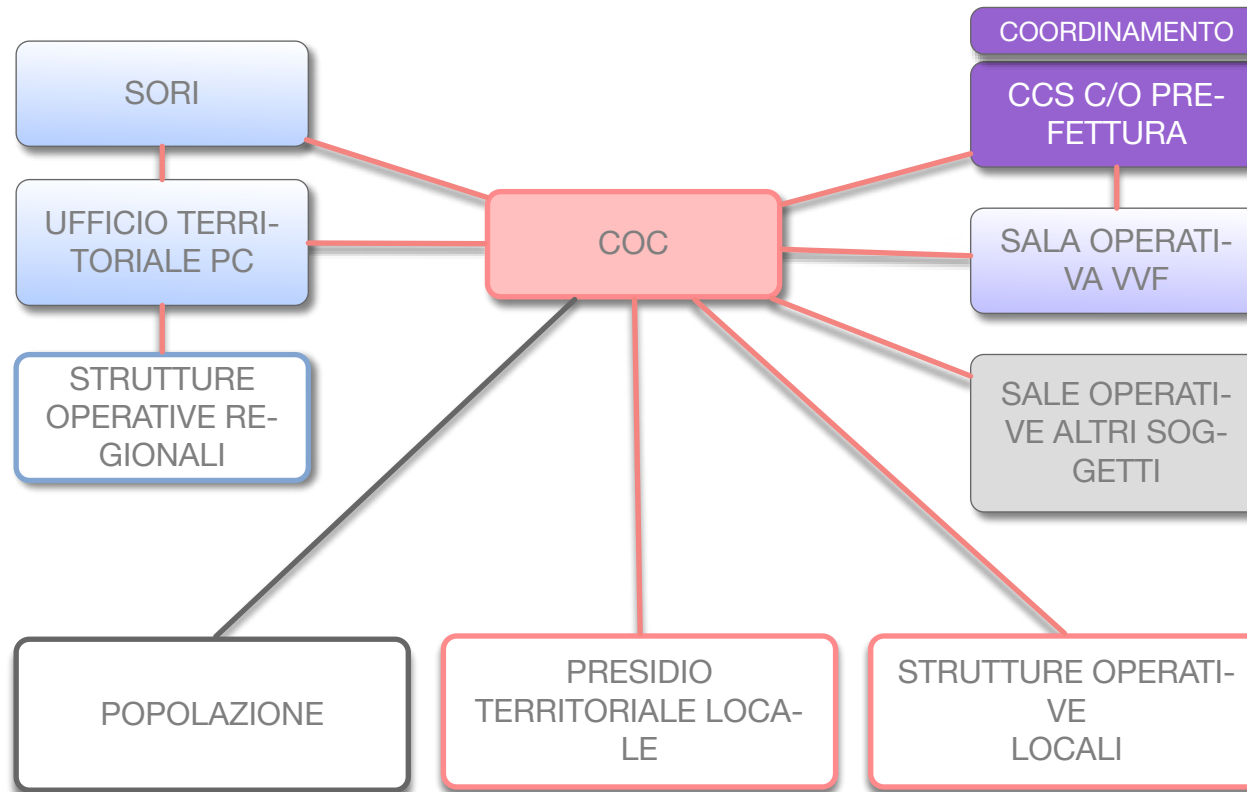 SORI
UFFICIO TERRI-
TORIALE PC
STRUTTURE
OPERATIVE RE-
GIONALI
COC
COORDINAMENTO
CCS C/O PRE-
FETTURA
SALA OPERATI-
VA VVF
SALE OPERATI-
VE ALTRI SOG-
GETTI
POPOLAZIONE
PRESIDIO
TERRITORIALE LOCA-
LE
STRUTTURE OPERATI-
VE
LOCALI